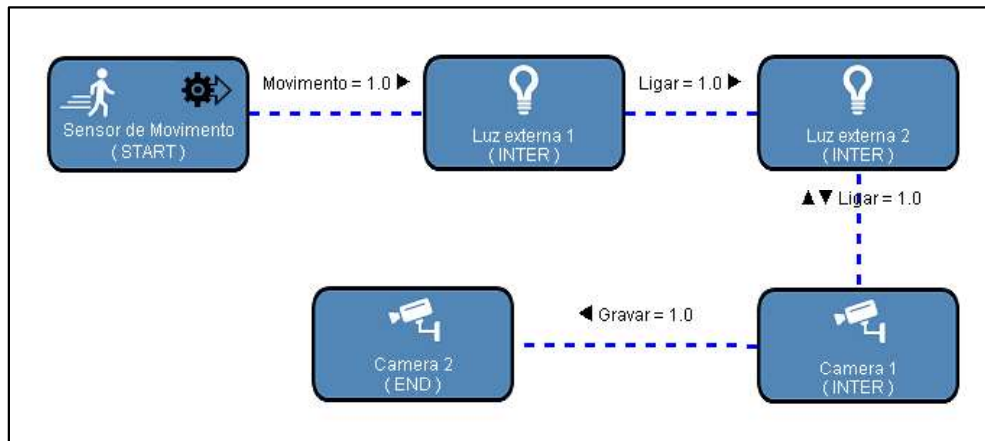 Sensor de Movimento
( START )
Movimento = 1.0 ▶
Luz externa 1
( INTER )
Ligar = 1.0 ▶
Luz externa 2
( INTER )
▲▼ Ligar = 1.0
Camera 1
( INTER )
◀ Gravar = 1.0
Camera 2
( END )